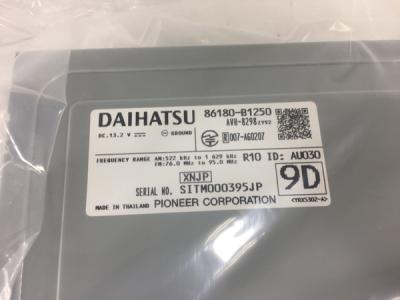 DAIHATSU 86180-B1250
AVH-8298ZY92
DC.13.2 V GROUND
R 007-AG0207
FREQUENCY RANGE AM:522 kHz to 1 629 kHz R10 ID: AU030
FM:76.0 MHz to 95.0 MHz
XNJP
9D
SERIAL NO. SITM000395JP
MADE IN THAILAND PIONEER CORPORATION <YRX5302-A>